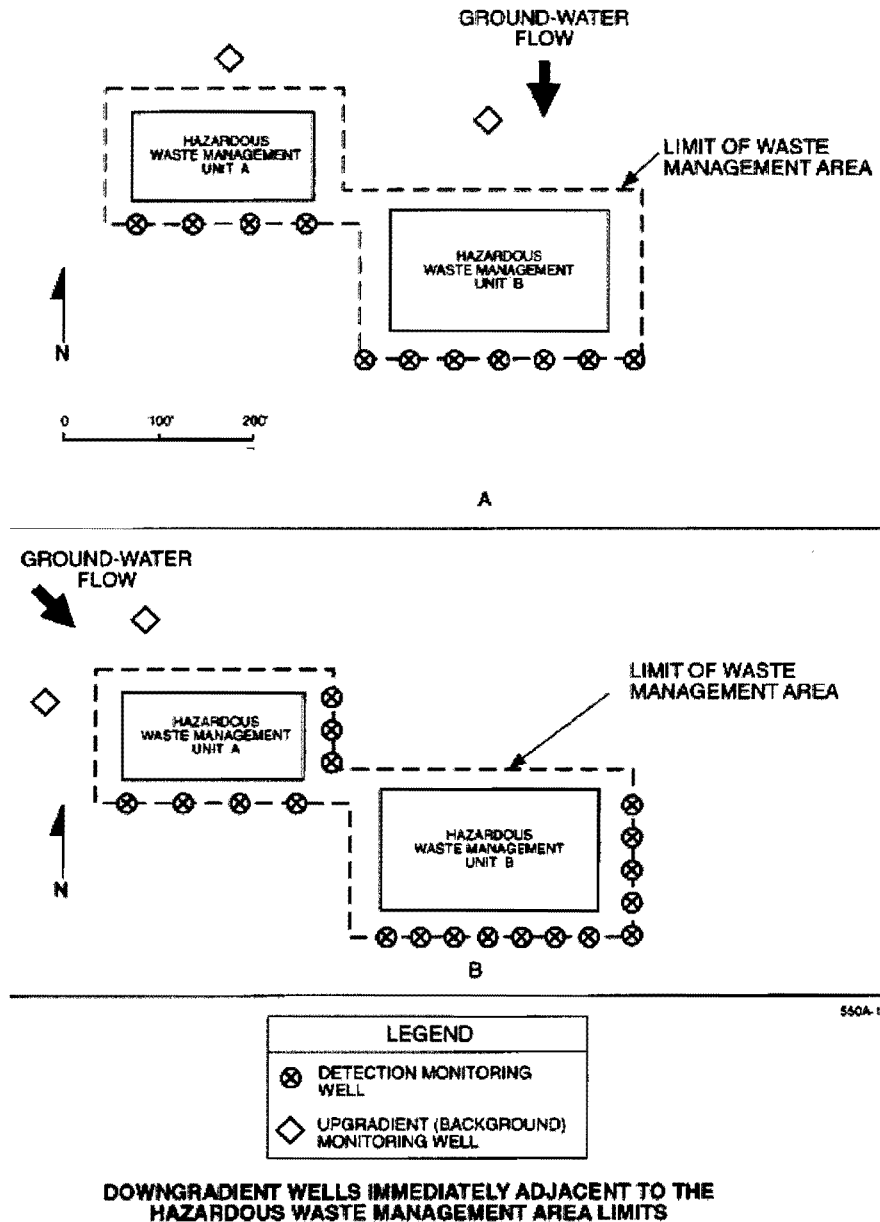 GROUND-WATER
FLOW
HAZARDOUS
WASTE MANAGEMENT
UNIT A
LIMIT OF WASTE
MANAGEMENT AREA
HAZARDOUS
WASTE MANAGEMENT
UNIT B
N
0 100' 200'
A
GROUND-WATER
FLOW
LIMIT OF WASTE
MANAGEMENT AREA
HAZARDOUS
WASTE MANAGEMENT
UNIT A
HAZARDOUS
WASTE MANAGEMENT
UNIT B
N
B
LEGEND
DETECTION MONITORING
WELL
UPGRADIENT (BACKGROUND)
MONITORING WELL
DOWNGRADIENT WELLS IMMEDIATELY ADJACENT TO THE
HAZARDOUS WASTE MANAGEMENT AREA LIMITS